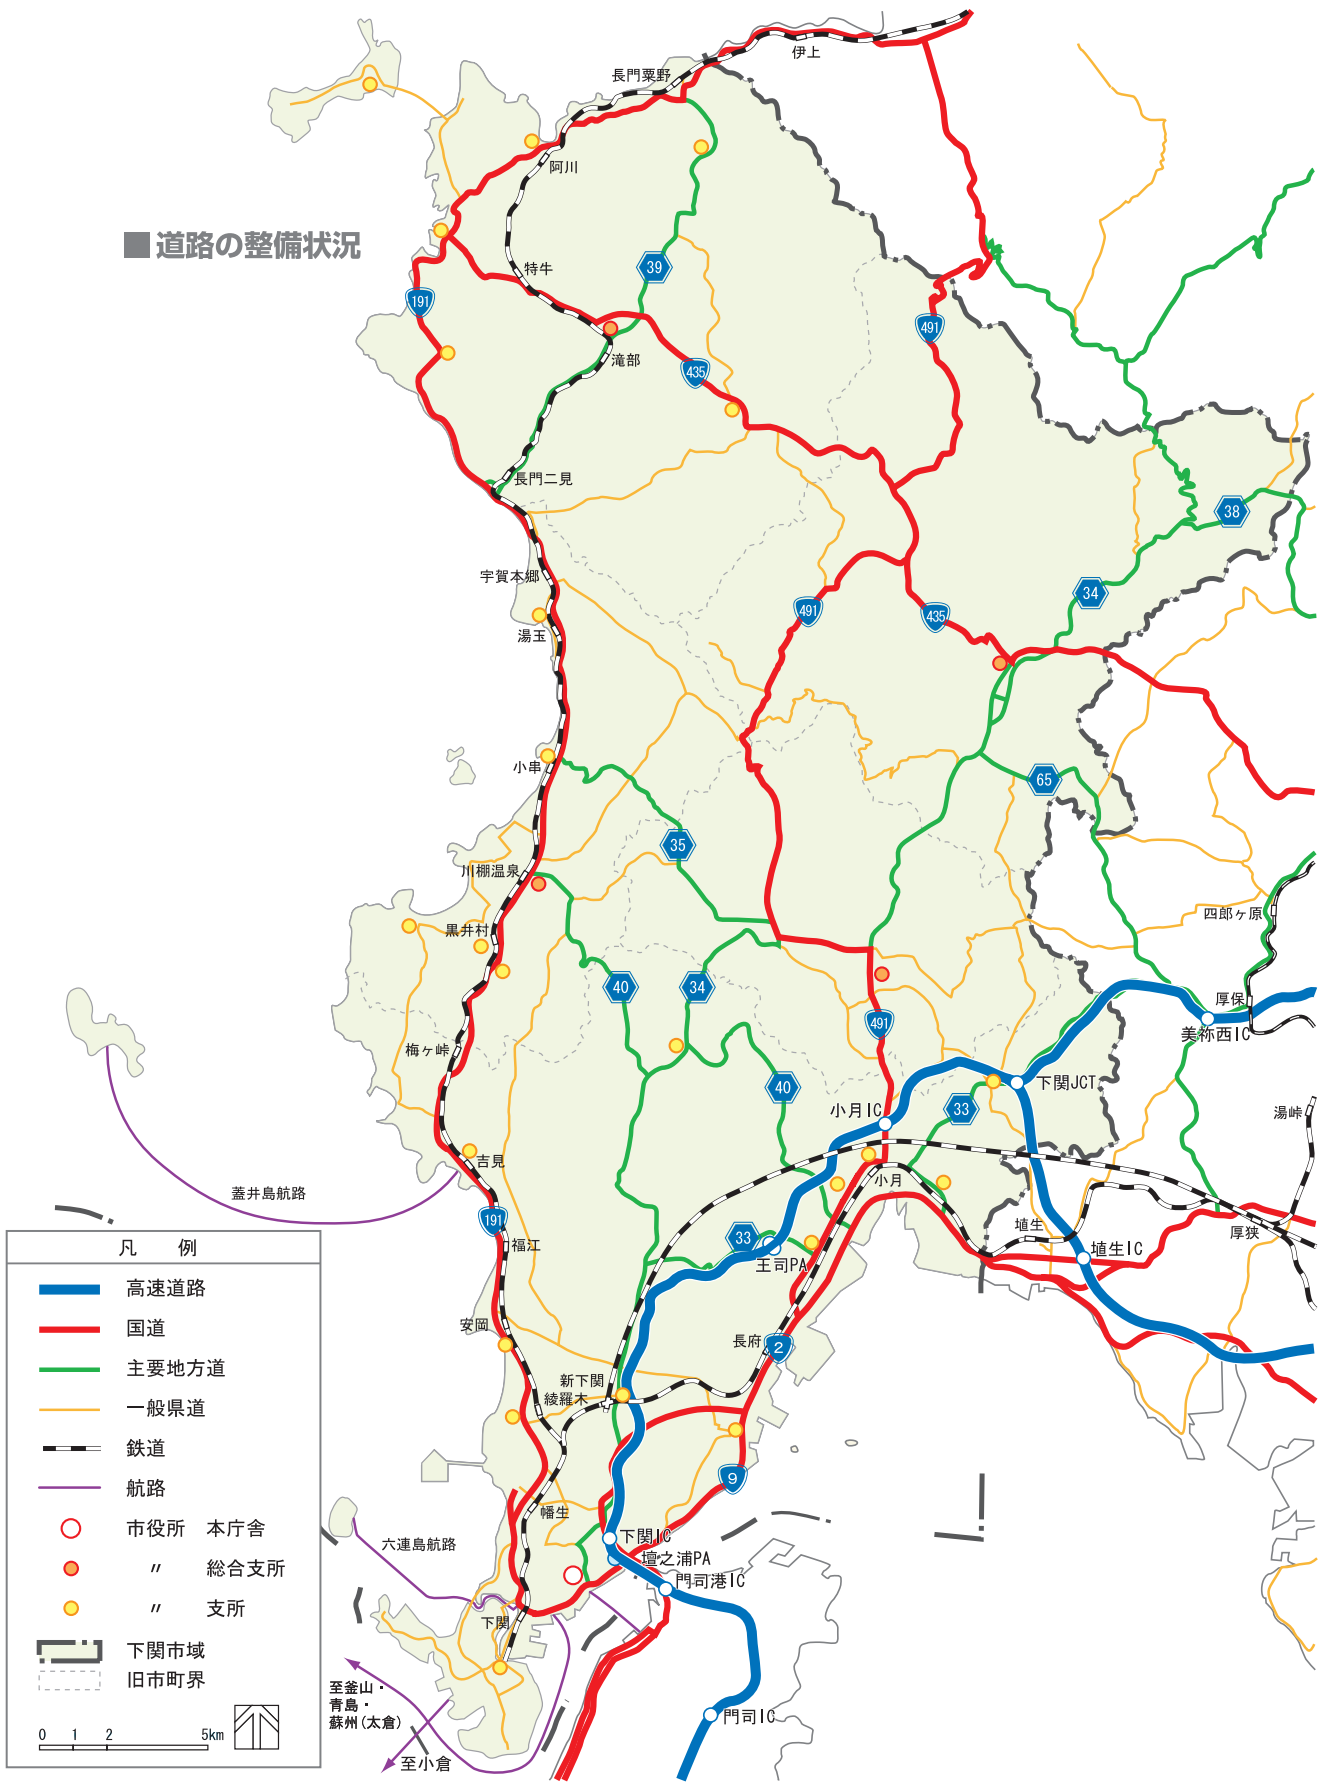 伊上
長門粟野
阿川
■道路の整備状況
39
特牛
191
491
滝部
435
長門二見
38
宇賀本郷
34
491
435
湯玉
小串
65
35
川棚温泉
四郎ヶ原
黒井村
40
34
厚保
491
美祢西IC
梅ヶ峠
下関JCT
40
小月IC
33
湯峠
吉見
小月
蓋井島航路
191
埴生
福江
33
厚狭
埴生IC
王司PA
安岡
長府
2
新下関
綾羅木
9
幡生
下関IC
六連島航路
壇之浦PA
門司港IC
下関
至釜山・
青島・
蘇州(太倉)
門司IC
至小倉
凡 例
高速道路
国道
主要地方道
一般県道
鉄道
航路
市役所 本庁舎
〃 総合支所
〃 支所
下関市域
旧市町界
0 1 2 5km